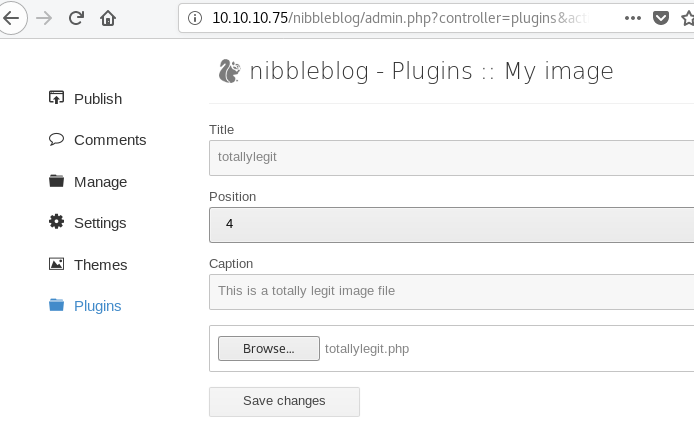 10.10.10.75/nibbleblog/admin.php?controller=plugins&act
nibbleblog - Plugins :: My image
Publish
Comments
Manage
Settings
Themes
Plugins
Title
totallylegit
Position
4
Caption
This is a totally legit image file
Browse... totallylegit.php
Save changes